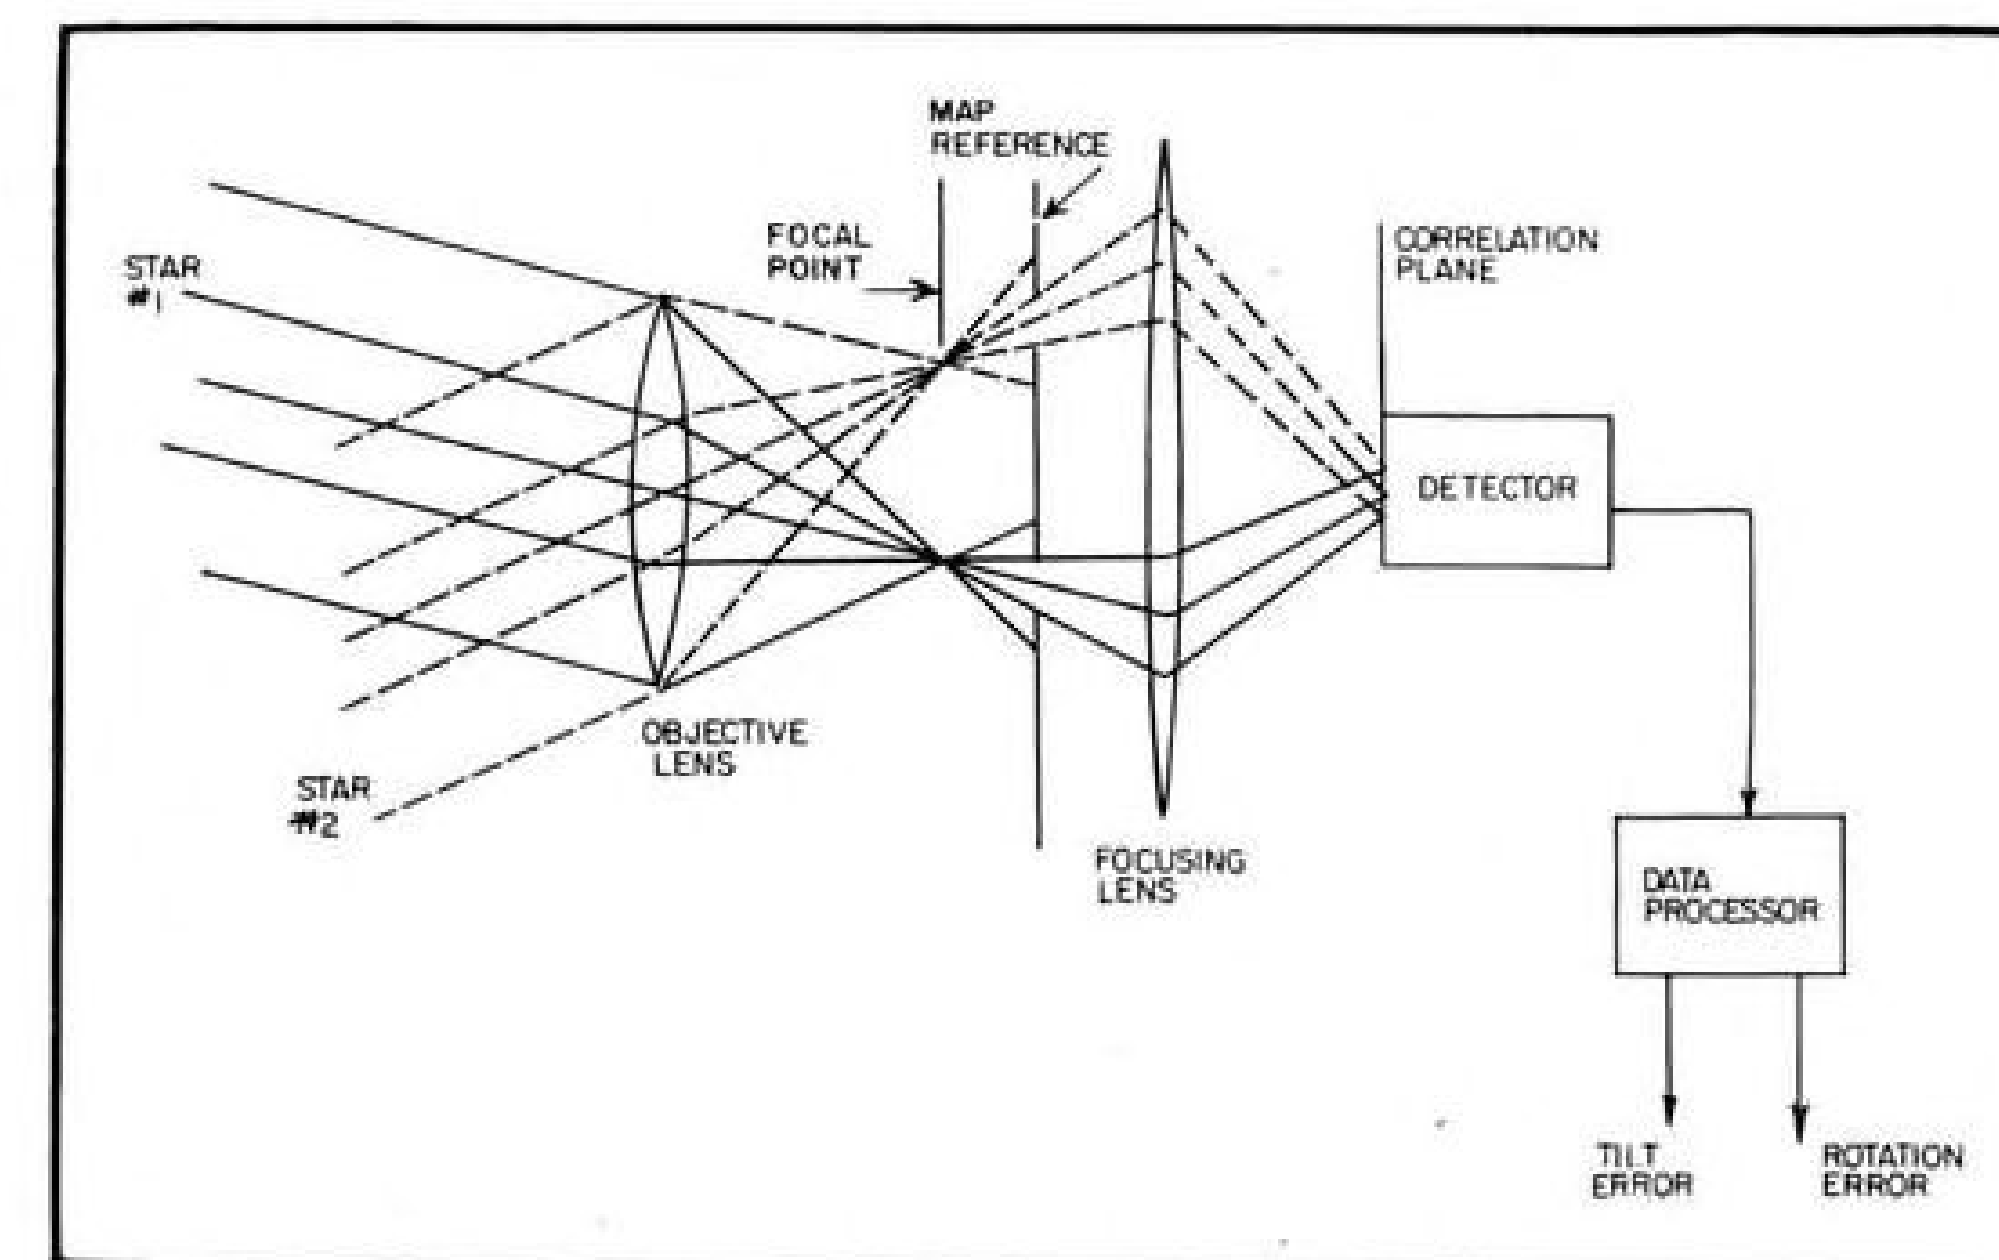 MAP
REFERENCE
FOCAL
POINT
STAR
#1
CORRELATION
PLANE
DETECTOR
OBJECTIVE
LENS
STAR
#2
FOCUSING
LENS
DATA
PROCESSOR
TILT
ERROR
ROTATION
ERROR